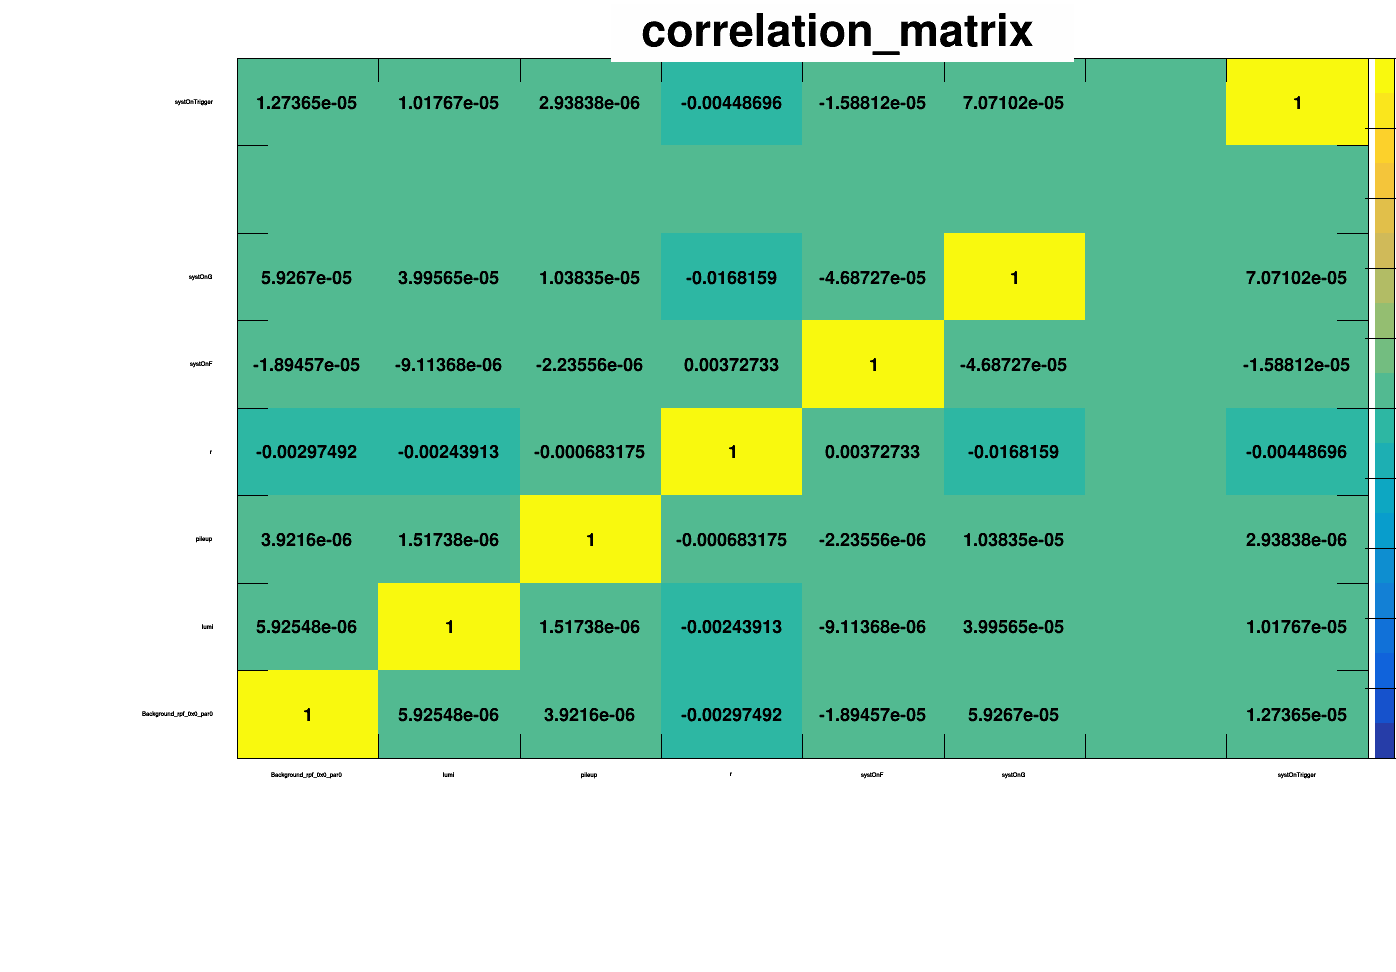 correlation_matrix
systOnTrigger 1.27365e-05 1.01767e-05 2.93838e-06 -0.00448696 -1.58812e-05 7.07102e-05 1
systOnG 5.9267e-05 3.99565e-05 1.03835e-05 -0.0168159 -4.68727e-05 1 7.07102e-05
systOnF -1.89457e-05 -9.11368e-06 -2.23556e-06 0.00372733 1 -4.68727e-05 -1.58812e-05
r -0.00297492 -0.00243913 -0.000683175 1 0.00372733 -0.0168159 -0.00448696
pileup 3.9216e-06 1.51738e-06 1 -0.000683175 -2.23556e-06 1.03835e-05 2.93838e-06
lumi 5.92548e-06 1 1.51738e-06 -0.00243913 -9.11368e-06 3.99565e-05 1.01767e-05
Background_rpf_0x0_par0 1 5.92548e-06 3.9216e-06 -0.00297492 -1.89457e-05 5.9267e-05 1.27365e-05
Background_rpf_0x0_par0 lumi pileup r systOnF systOnG systOnTrigger